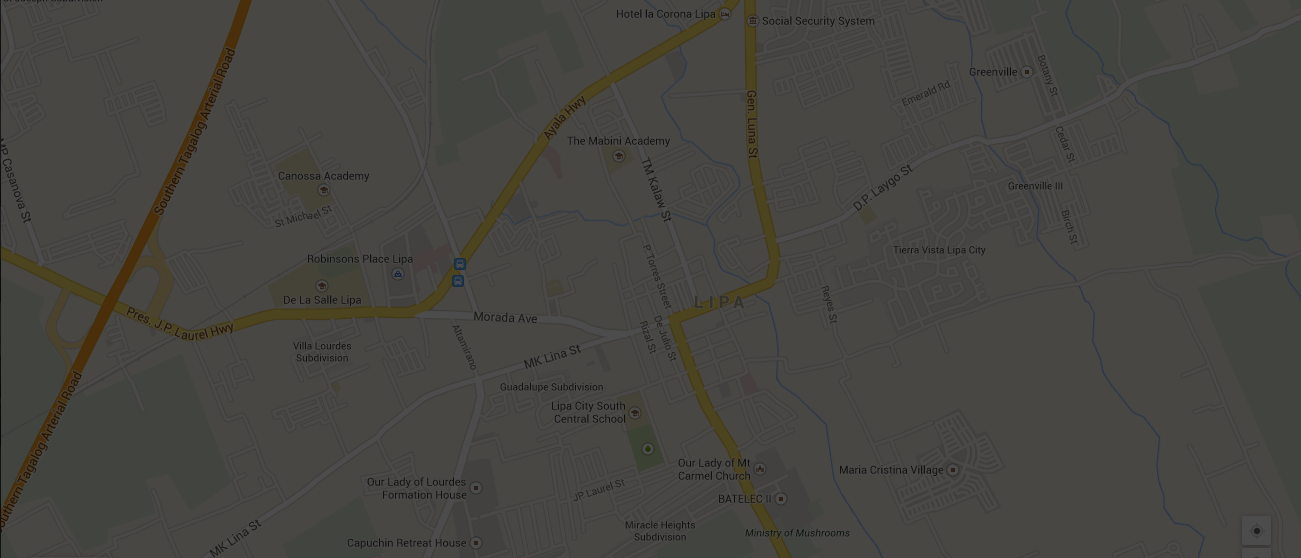 St Joseph Subdivision
Hotel la Corona Lipa
Social Security System
Greenville
Botany St
Southern Tagalog Arterial Road
Emerald Rd
Ayala Hwy
Gen. Luna St
The Mabini Academy
Cedar St
MP Casanova St
Canossa Academy
TM Kalaw St
D.P. Laygo St
Greenville III
St Michael St
Birch St
Tierra Vista Lipa City
Robinsons Place Lipa
P Torres Street
De La Salle Lipa
LIPA
Reyes St
Pres. J.P. Laurel Hwy
Morada Ave
De Julio St
Rizal St
Altamirano
Villa Lourdes
Subdivision
MK Lina St
Guadalupe Subdivision
Lipa City South
Central School
Southern Tagalog Arterial Road
Our Lady of Mt
Carmel Church
Maria Cristina Village
Our Lady of Lourdes
Formation House
JP Laurel St
BATELEC II
Miracle Heights
Subdivision
Ministry of Mushrooms
MK Lina St
Capuchin Retreat House